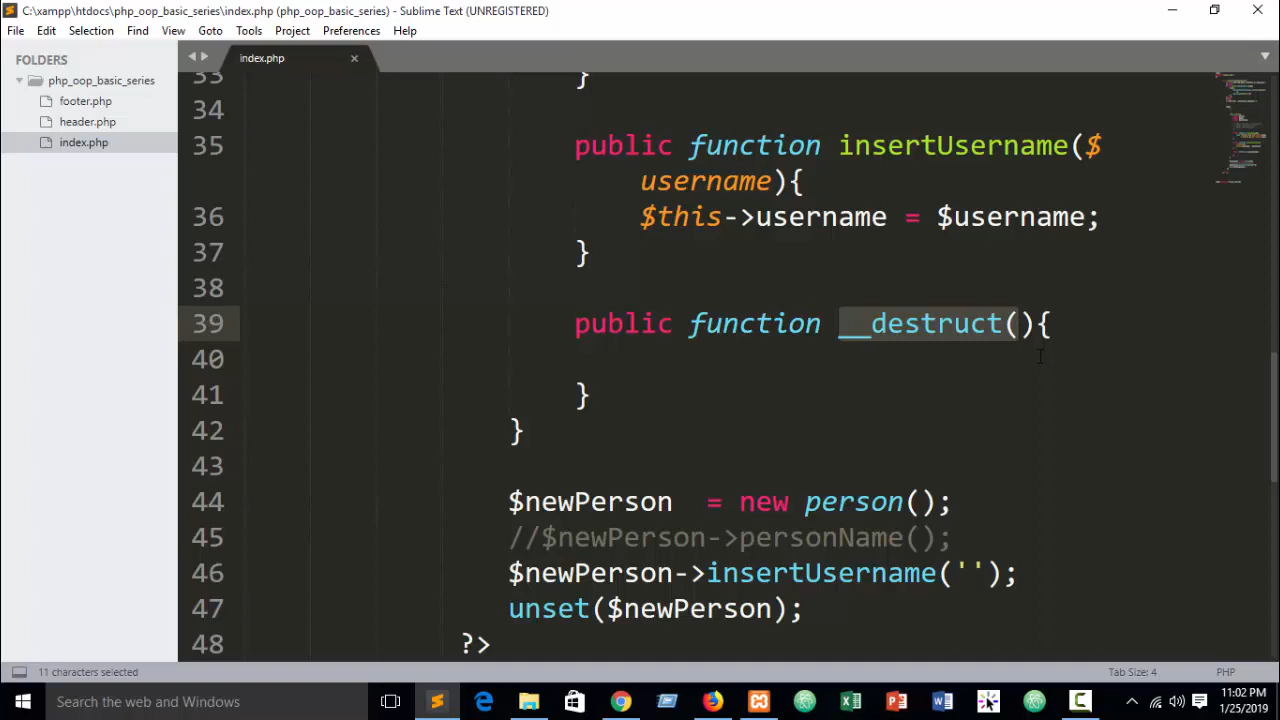 C:\xampp\htdocs\php_oop_basic_series\index.php (php_oop_basic_series) - Sublime Text (UNREGISTERED)
File Edit Selection Find View Goto Tools Project Preferences Help
FOLDERS
php_oop_basic_series
footer.php
header.php
index.php
index.php
33 }
34
35 public function insertUsername($
username){
36 $this->username = $username;
37 }
38
39 public function __destruct(){
40
41 }
42 }
43
44 $newPerson  = new person();
45 //$newPerson->personName();
46 $newPerson->insertUsername('');
47 unset($newPerson);
48 ?>
11 characters selected
Tab Size: 4 PHP
Search the web and Windows
11:02 PM
1/25/2019